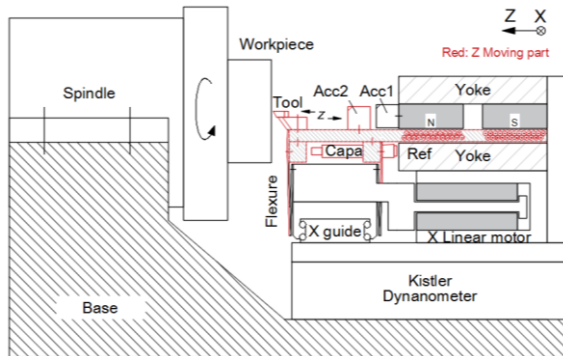 Z X
Workpiece
Red: Z Moving part
Spindle
Acc2 Acc1
Yoke
Tool
z
N
S
Capa
Ref
Yoke
Flexure
X guide
X Linear motor
Kistler
Dynanometer
Base